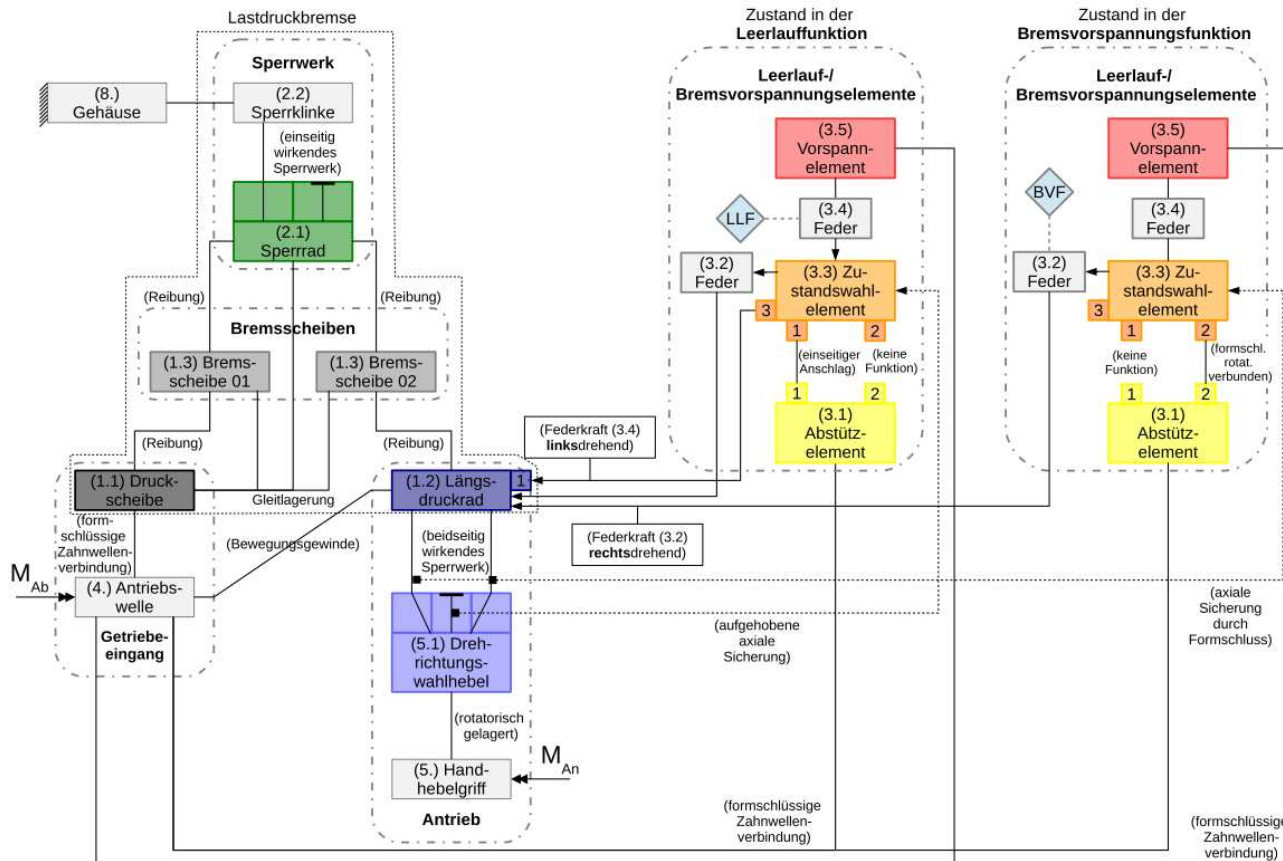 Lastdruckbremse
Sperrwerk
(8.)
Gehäuse
(2.2)
Sperrklinke
(einseitig
wirkendes
Sperrwerk)
(2.1)
Sperrrad
(Reibung)
(Reibung)
Bremsscheiben
(1.3) Brems-
scheibe 01
(1.3) Brems-
scheibe 02
(Reibung)
(Reibung)
(1.1) Druck-
scheibe
Gleitlagerung
(1.2) Längs-
druckrad
1
(form-
schlüssige
Zahnwellen-
verbindung)
(Bewegungsgewinde)
(beidseitig
wirkendes
Sperrwerk)
M Ab
(4.) Antriebs-
welle
Getriebe-
eingang
(5.1) Dreh-
richtungs-
wahlhebel
(rotatorisch
gelagert)
(5.) Hand-
hebelgriff
M An
Antrieb
Zustand in der
Leerlauffunktion
Leerlauf-/
Bremsvorspannungselemente
(3.5)
Vorspann-
element
LLF
(3.4)
Feder
(3.2)
Feder
(3.3) Zu-
standswahl-
element
3
1
2
(einseitiger
Anschlag)
(keine
Funktion)
1
2
(3.1)
Abstütz-
element
(Federkraft (3.4)
linksdrehend)
(Federkraft (3.2)
rechtsdrehend)
(aufgehobene
axiale
Sicherung)
(formschlüssige
Zahnwellen-
verbindung)
Zustand in der
Bremsvorspannungsfunktion
Leerlauf-/
Bremsvorspannungselemente
(3.5)
Vorspann-
element
BVF
(3.4)
Feder
(3.2)
Feder
(3.3) Zu-
standswahl-
element
3
1
2
(keine
Funktion)
(formschl.
rotat.
verbunden)
1
2
(3.1)
Abstütz-
element
(axiale
Sicherung
durch
Formschluss)
(formschlüssige
Zahnwellen-
verbindung)